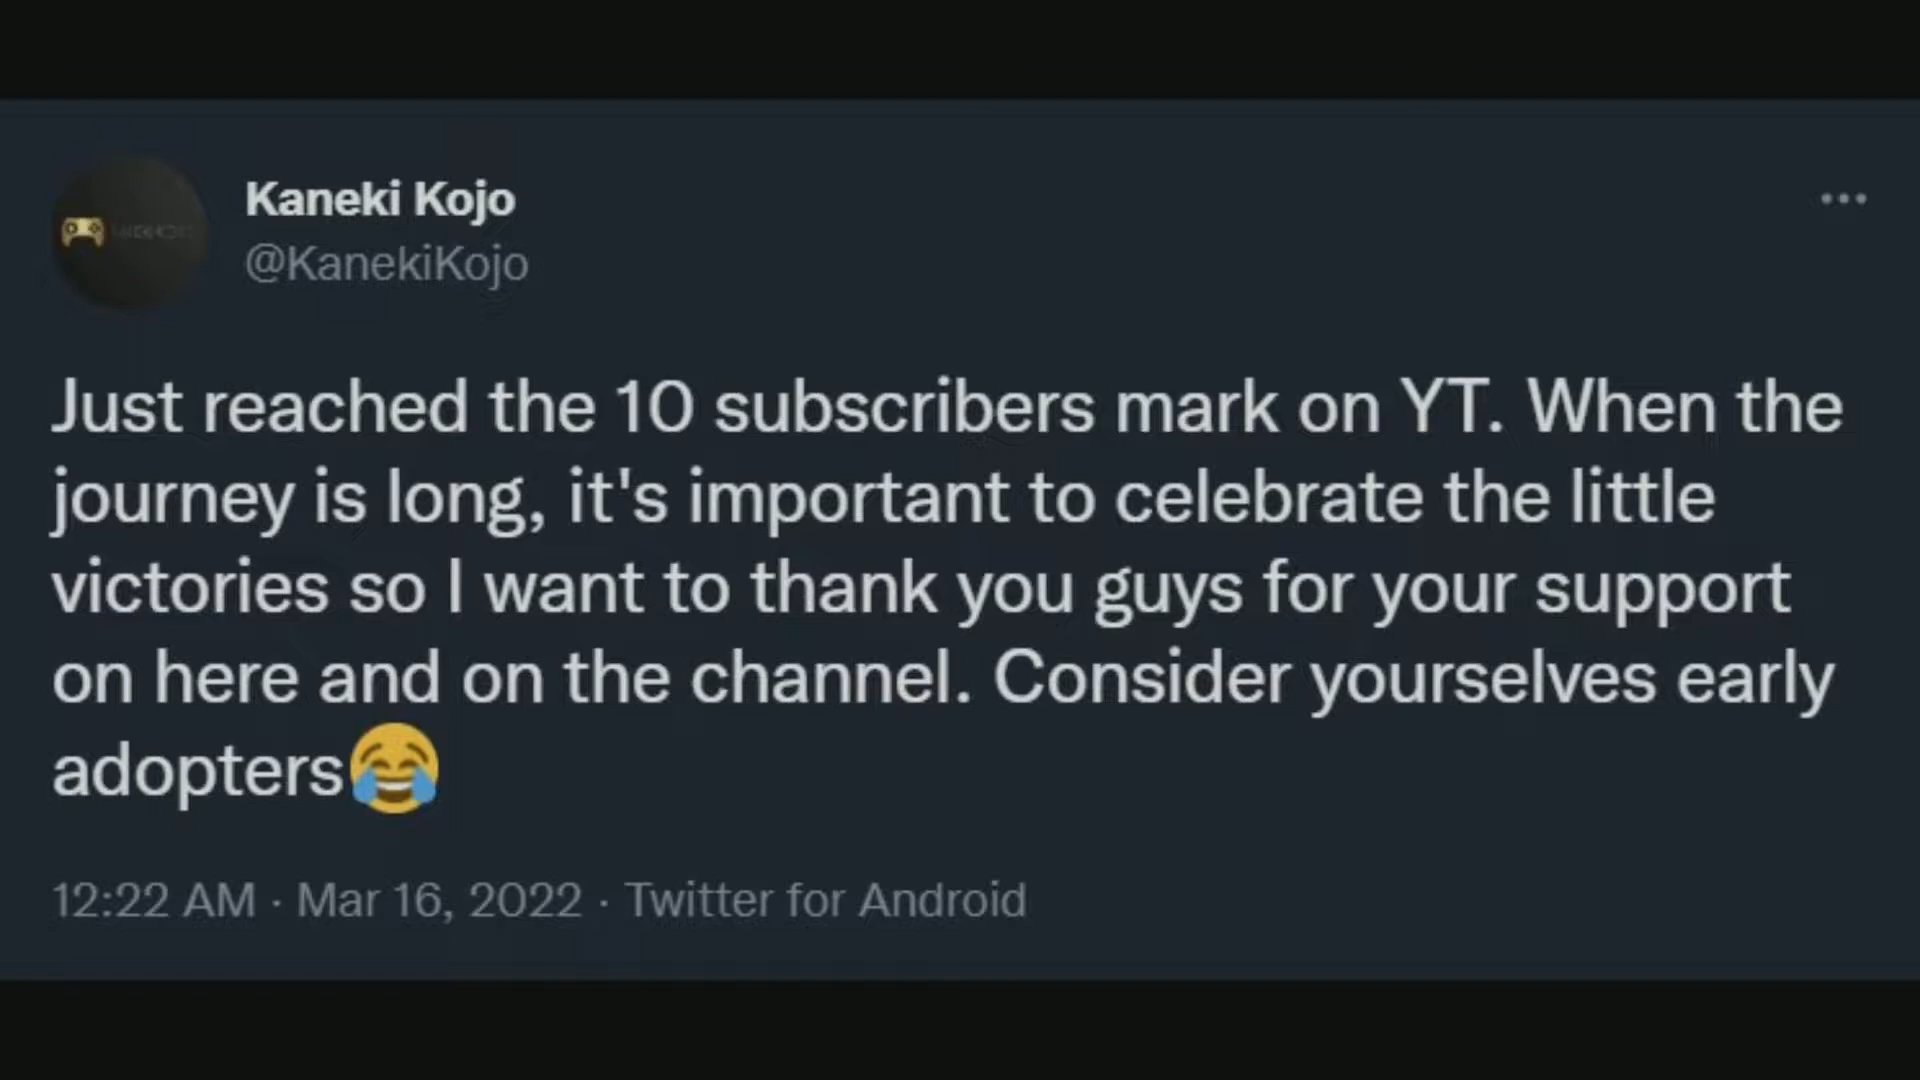 Kaneki Kojo
@KanekiKojo
Just reached the 10 subscribers mark on YT. When the
journey is long, it's important to celebrate the little
victories so I want to thank you guys for your support
on here and on the channel. Consider yourselves early
adopters😂
12:22 AM · Mar 16, 2022 · Twitter for Android